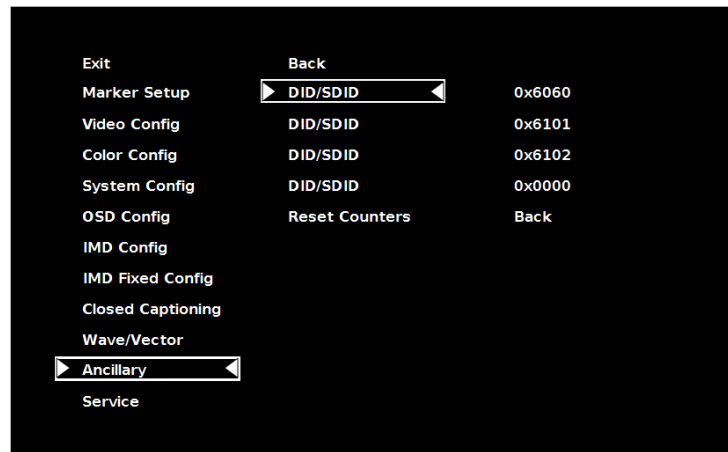 Exit Back
Marker Setup DID/SDID 0x6060
Video Config DID/SDID 0x6101
Color Config DID/SDID 0x6102
System Config DID/SDID 0x0000
OSD Config Reset Counters Back
IMD Config
IMD Fixed Config
Closed Captioning
Wave/Vector
Ancillary
Service